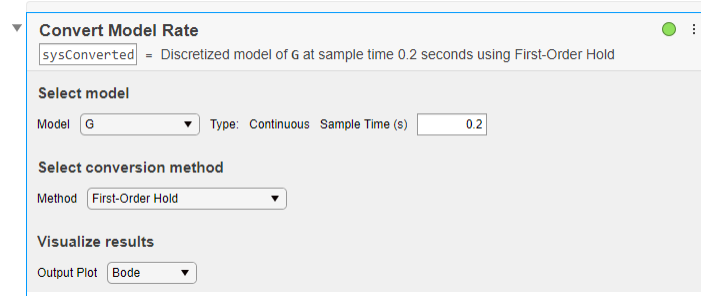 Convert Model Rate
sysConverted = Discretized model of G at sample time 0.2 seconds using First-Order Hold
Select model
Model G Type: Continuous Sample Time (s) 0.2
Select conversion method
Method First-Order Hold
Visualize results
Output Plot Bode